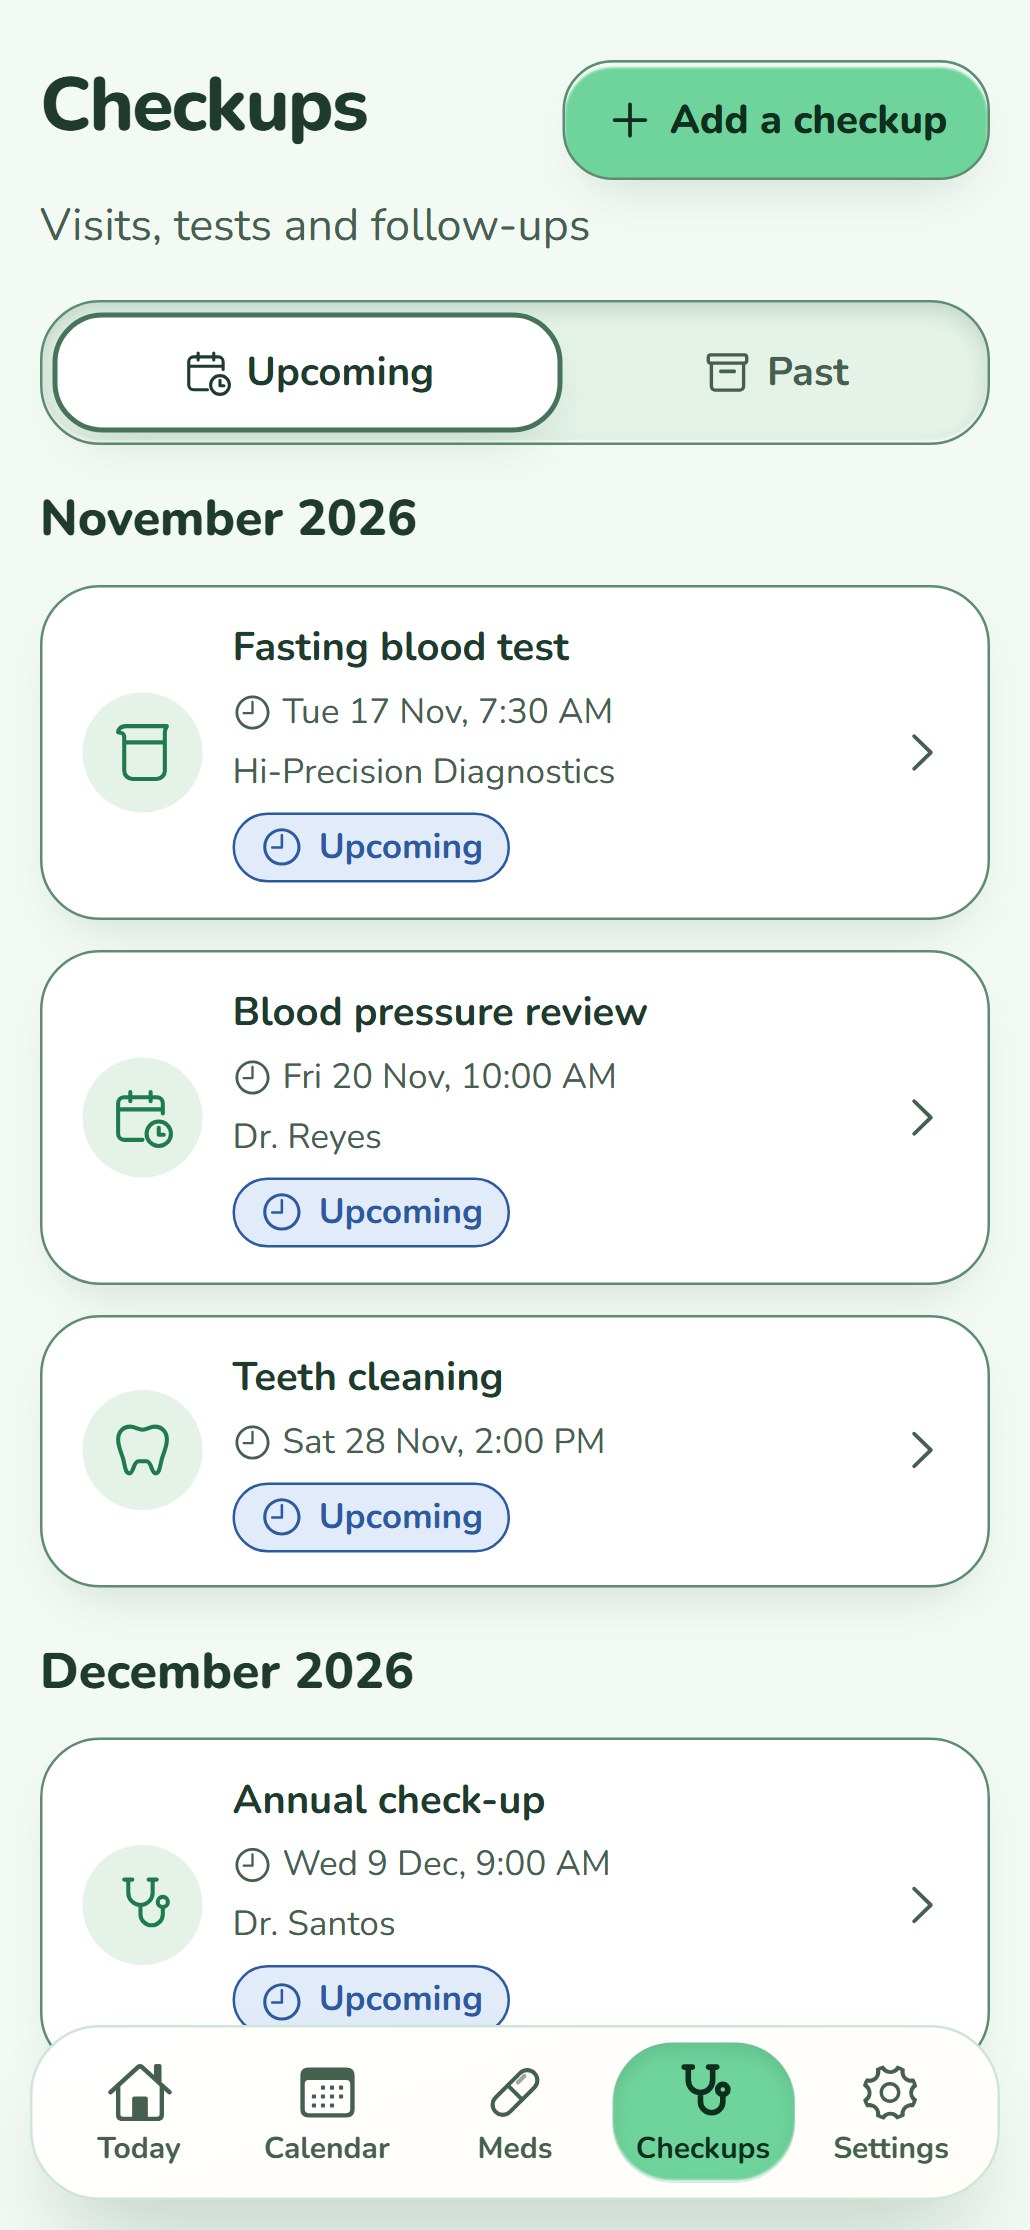 Checkups
Add a checkup
Visits, tests and follow-ups
Upcoming
Past
November 2026
Fasting blood test
Tue 17 Nov, 7:30 AM
Hi-Precision Diagnostics
Upcoming
Blood pressure review
Fri 20 Nov, 10:00 AM
Dr. Reyes
Upcoming
Teeth cleaning
Sat 28 Nov, 2:00 PM
Upcoming
December 2026
Annual check-up
Wed 9 Dec, 9:00 AM
Dr. Santos
Upcoming
Today
Calendar
Meds
Checkups
Settings